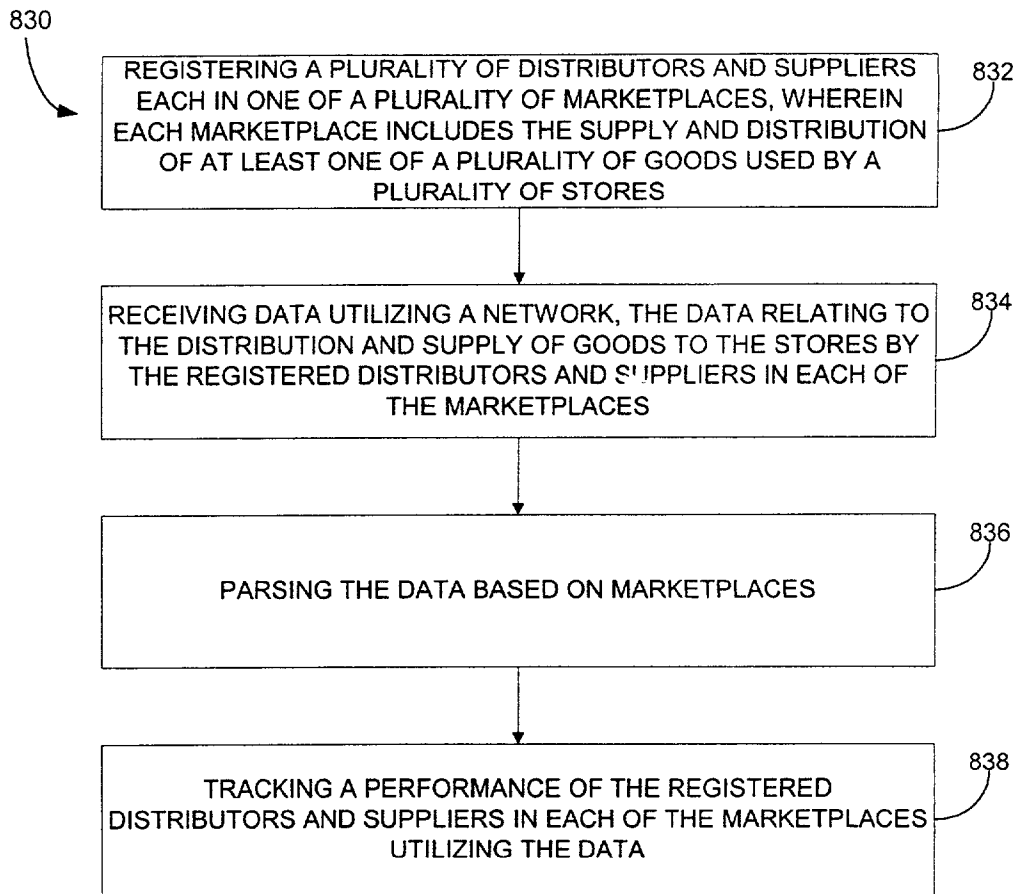 830
REGISTERING A PLURALITY OF DISTRIBUTORS AND SUPPLIERS
832
EACH IN ONE OF A PLURALITY OF MARKETPLACES, WHEREIN
EACH MARKETPLACE INCLUDES THE SUPPLY AND DISTRIBUTION
OF AT LEAST ONE OF A PLURALITY OF GOODS USED BY A
PLURALITY OF STORES
834
RECEIVING DATA UTILIZING A NETWORK, THE DATA RELATING TO
THE DISTRIBUTION AND SUPPLY OF GOODS TO THE STORES BY
THE REGISTERED DISTRIBUTORS AND SUPPLIERS IN EACH OF
THE MARKETPLACES
836
PARSING THE DATA BASED ON MARKETPLACES
838
TRACKING A PERFORMANCE OF THE REGISTERED
DISTRIBUTORS AND SUPPLIERS IN EACH OF THE MARKETPLACES
UTILIZING THE DATA